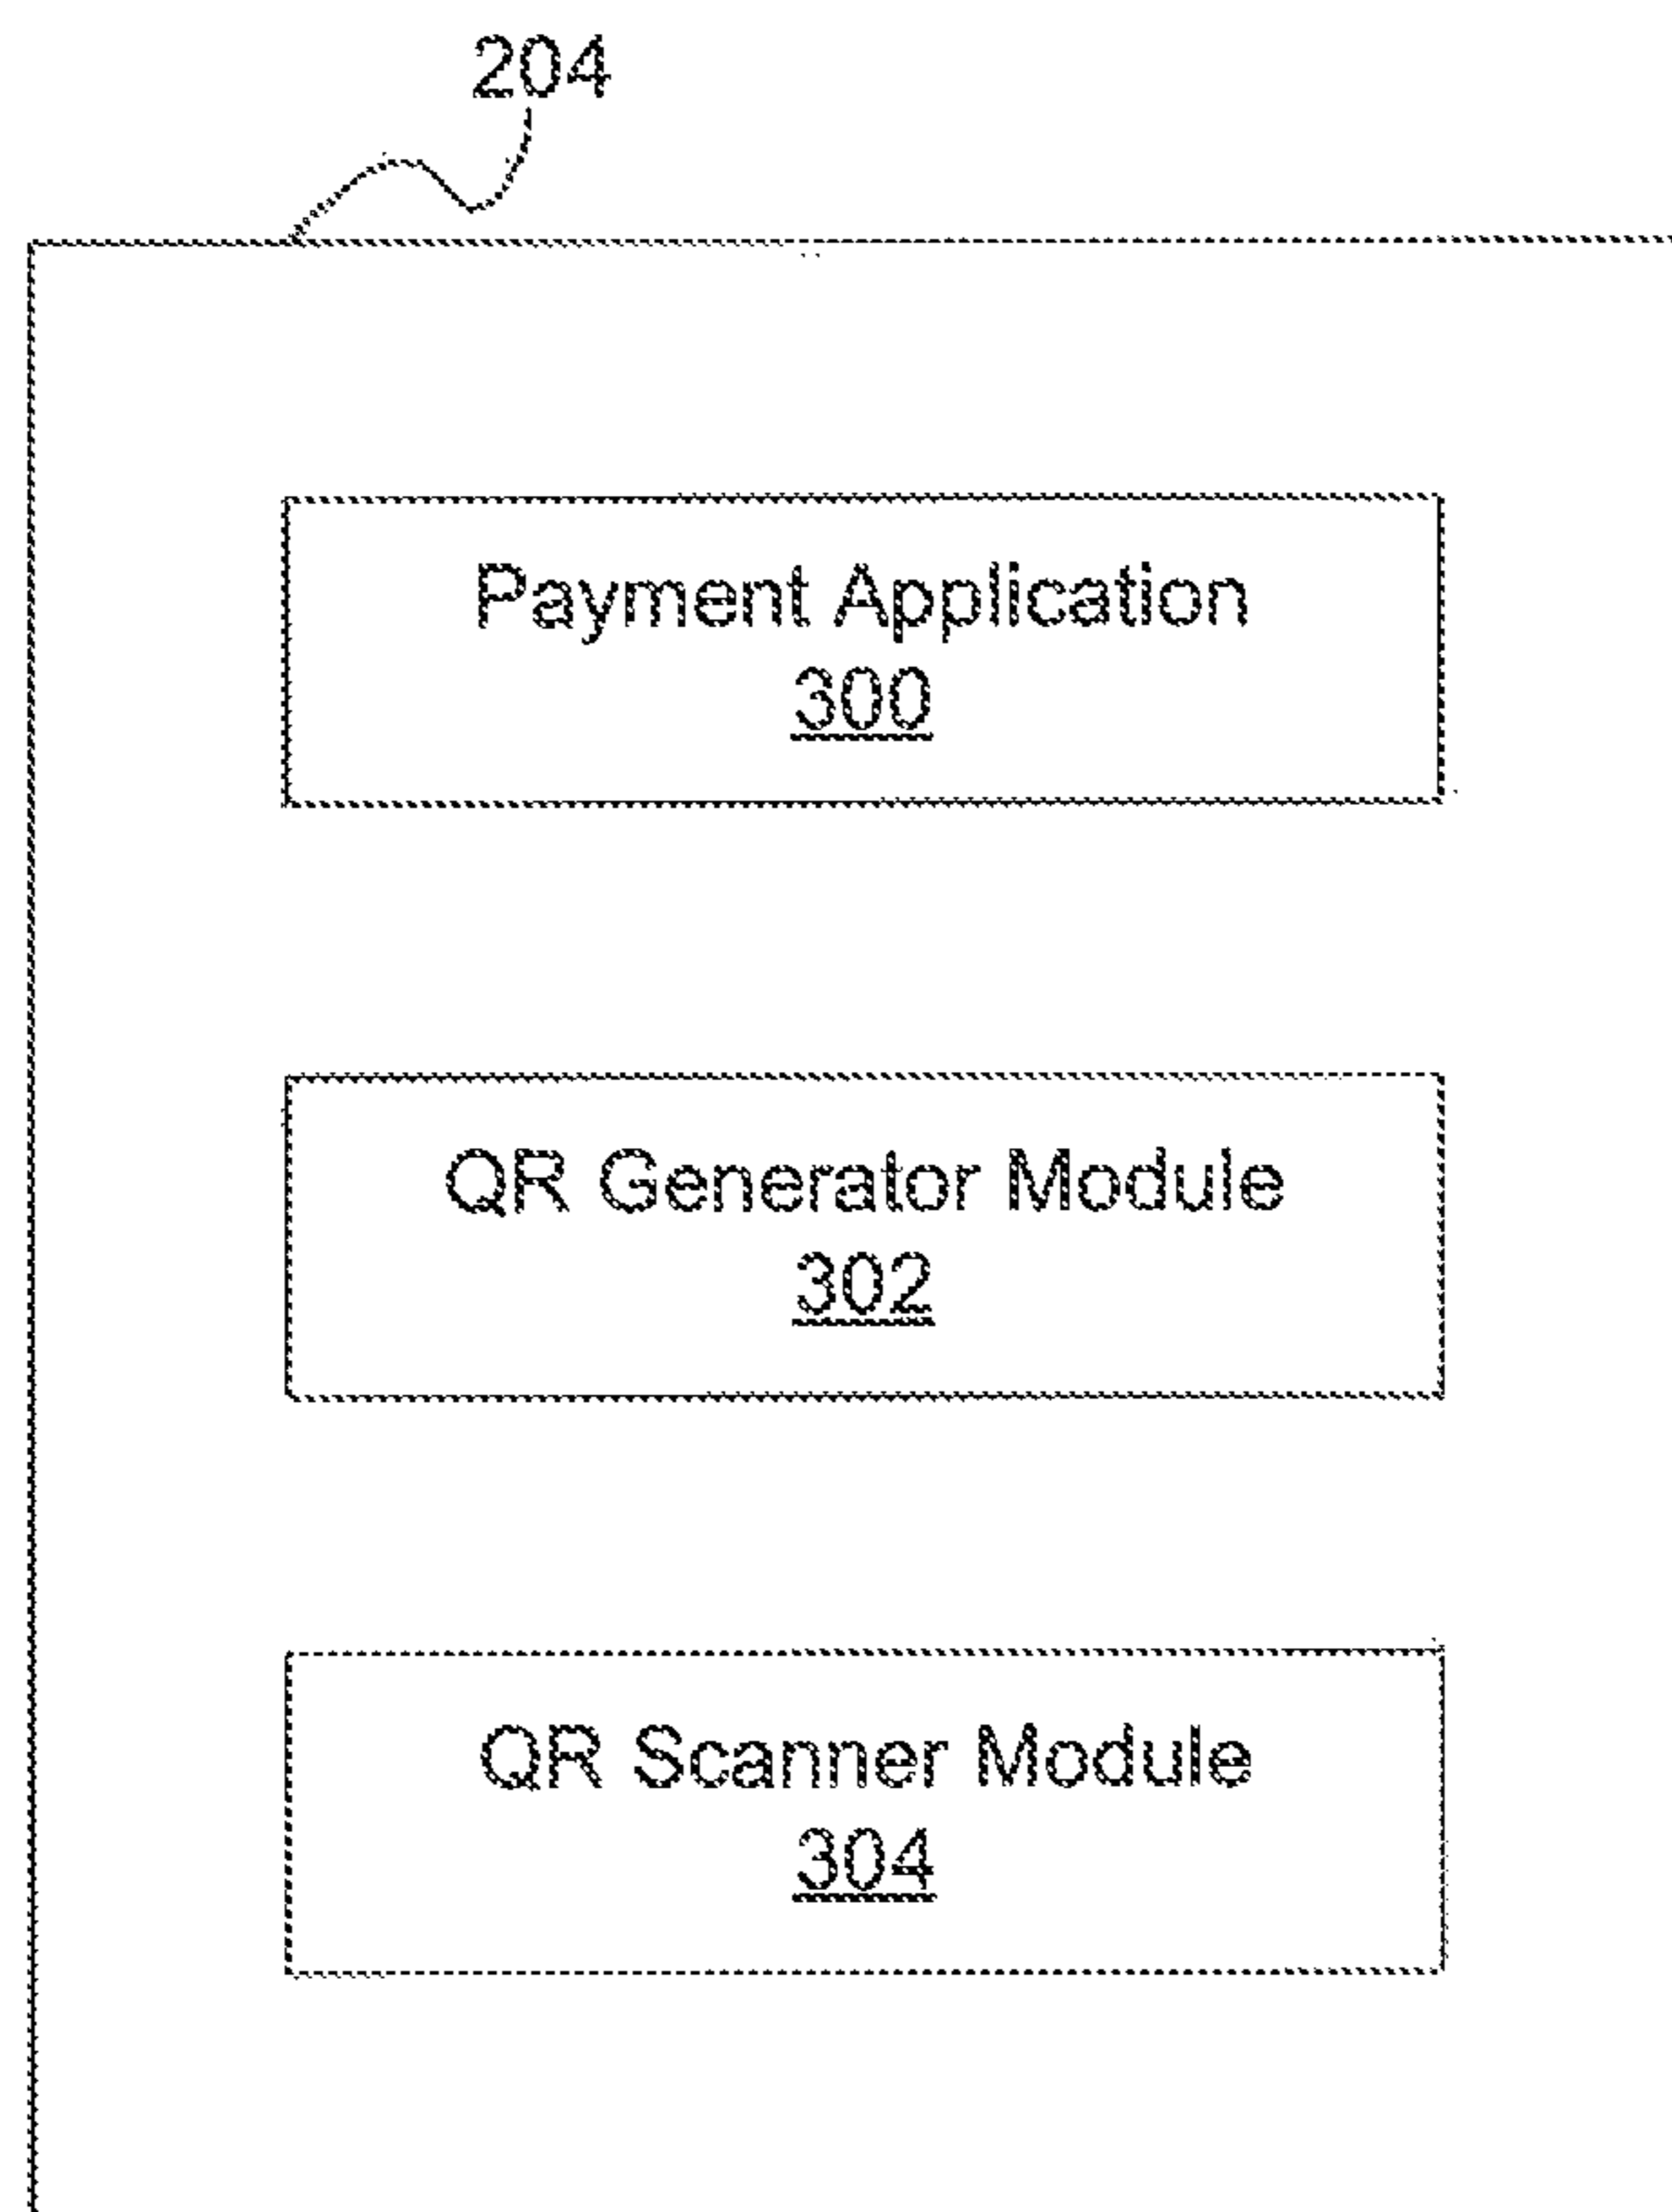 204
Payment Application
300
QR Generator Module
302
QR Scanner Module
304